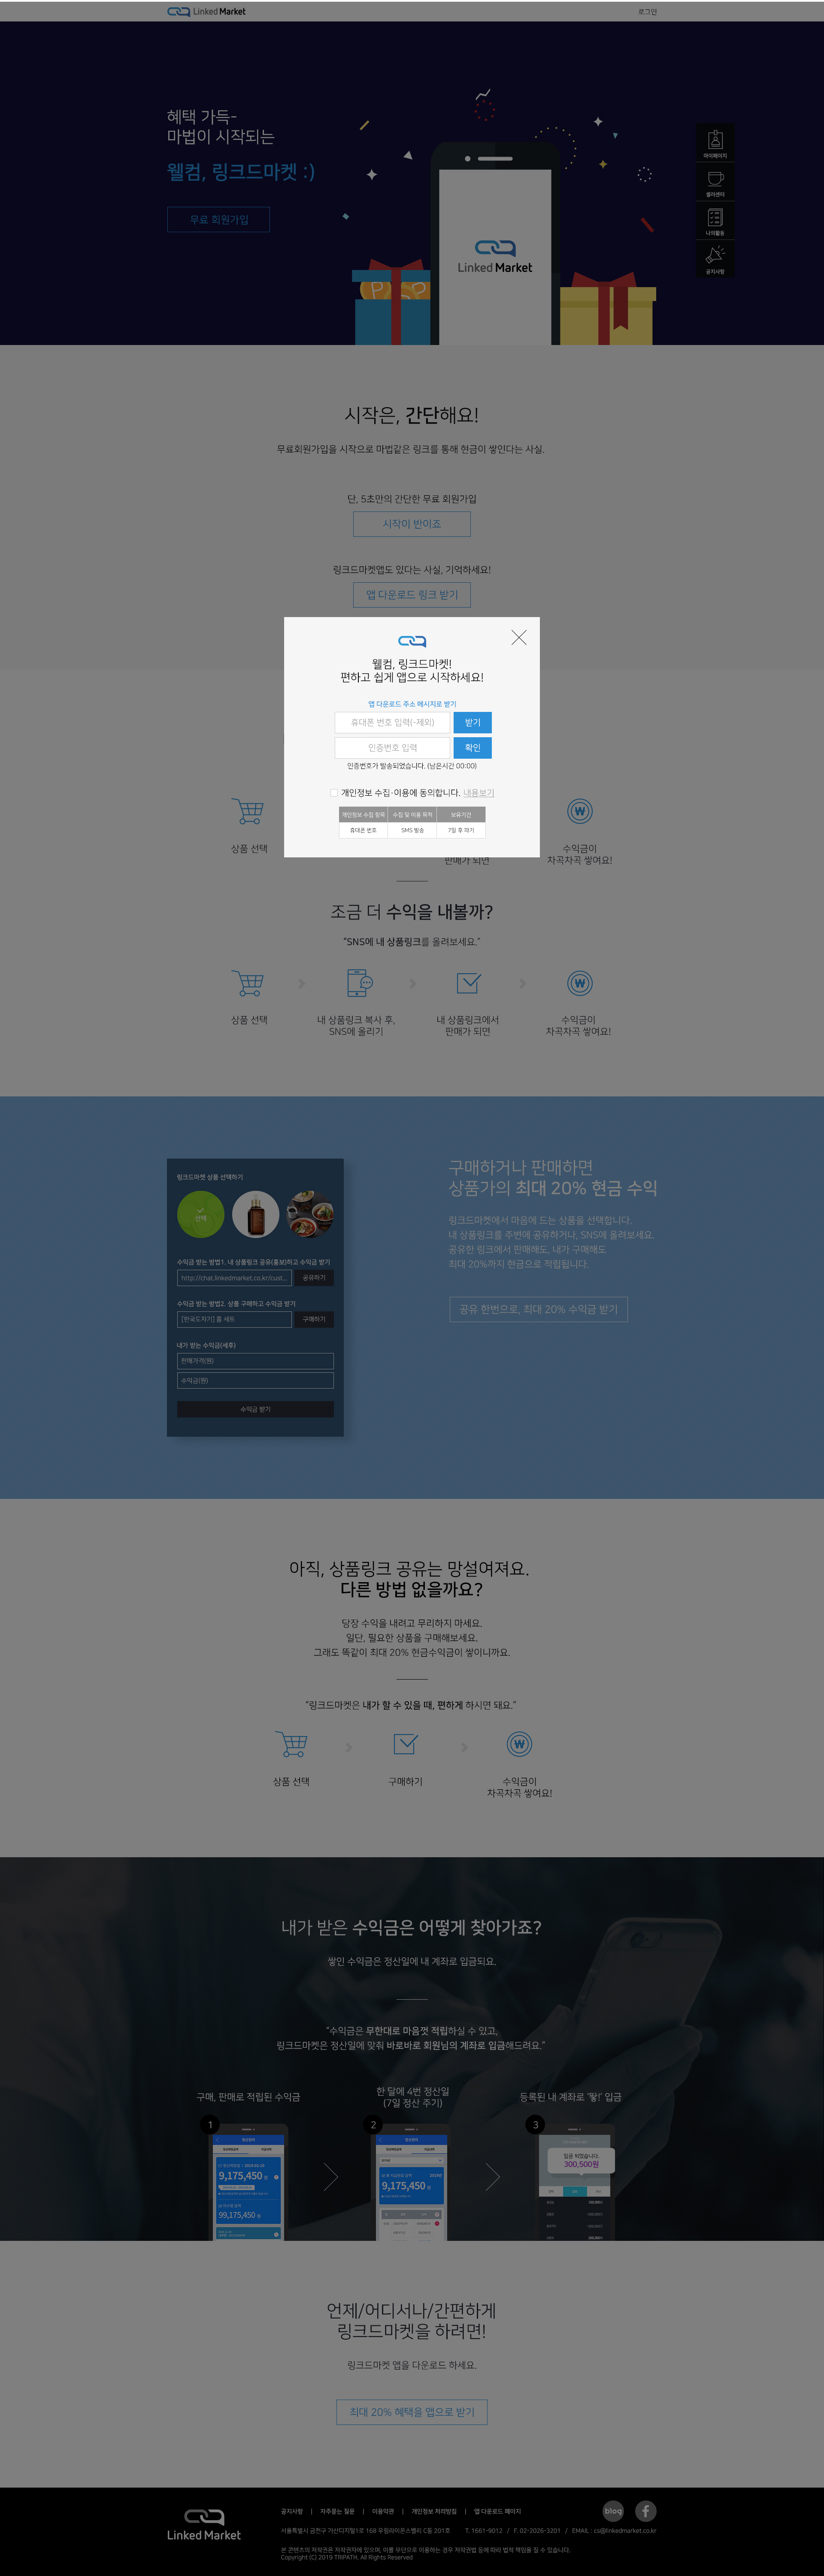 Linked Market
로그인
혜택 가득-
마법이 시작되는
웰컴, 링크드마켓 :)
무료 회원가입
Linked Market
마이페이지
셀러센터
나의활동
공지사항
시작은, 간단해요!
무료회원가입을 시작으로 마법같은 링크를 통해 현금이 쌓인다는 사실.
단, 5초만의 간단한 무료 회원가입
시작이 반이죠
링크드마켓앱도 있다는 사실, 기억하세요!
앱 다운로드 링크 받기
웰컴, 링크드마켓!
편하고 쉽게 앱으로 시작하세요!
앱 다운로드 주소 메시지로 받기
휴대폰 번호 입력(-제외)
받기
인증번호 입력
확인
인증번호가 발송되었습니다. (남은시간 00:00)
개인정보 수집·이용에 동의합니다. 내용보기
개인정보 수집 항목 수집 및 이용 목적 보유기간
휴대폰 번호 SMS 발송 7일 후 파기
상품 선택
판매가 되면
수익금이
차곡차곡 쌓여요!
조금 더 수익을 내볼까?
"SNS에 내 상품링크를 올려보세요."
상품 선택
내 상품링크 복사 후,
SNS에 올리기
내 상품링크에서
판매가 되면
수익금이
차곡차곡 쌓여요!
링크드마켓 상품 선택하기
선택
수익금 받는 방법1. 내 상품링크 공유(홍보)하고 수익금 받기
http://chat.linkedmarket.co.kr/cust...
공유하기
수익금 받는 방법2. 상품 구매하고 수익금 받기
[한국도자기] 홈 세트
구매하기
내가 받는 수익금(세후)
판매가격(원)
수익금(원)
수익금 받기
구매하거나 판매하면
상품가의 최대 20% 현금 수익
링크드마켓에서 마음에 드는 상품을 선택합니다.
내 상품링크를 주변에 공유하거나, SNS에 올려보세요.
공유한 링크에서 판매해도, 내가 구매해도
최대 20%까지 현금으로 적립됩니다.
공유 한번으로, 최대 20% 수익금 받기
아직, 상품링크 공유는 망설여져요.
다른 방법 없을까요?
당장 수익을 내려고 무리하지 마세요.
일단, 필요한 상품을 구매해보세요.
그래도 똑같이 최대 20% 현금수익이 쌓이니까요.
"링크드마켓은 내가 할 수 있을 때, 편하게 하시면 돼요."
상품 선택
구매하기
수익금이
차곡차곡 쌓여요!
내가 받은 수익금은 어떻게 찾아가죠?
쌓인 수익금은 정산일에 내 계좌로 입금되요.
"수익금은 무한대로 마음껏 적립하실 수 있고,
링크드마켓은 정산일에 맞춰 바로바로 회원님의 계좌로 입금해드려요."
구매, 판매로 적립된 수익금
한 달에 4번 정산일
(7일 정산 주기)
등록된 내 계좌로 '똫!' 입금
1
2
3
9,175,450 원
99,175,450 원
9,175,450 원
입금 되었습니다.
300,500원
언제/어디서나/간편하게
링크드마켓을 하려면!
링크드마켓 앱을 다운로드 하세요.
최대 20% 혜택을 앱으로 받기
Linked Market
공지사항 | 자주묻는 질문 | 이용약관 | 개인정보 처리방침 | 앱 다운로드 페이지
blog
f
서울특별시 금천구 가산디지털1로 168 우림라이온스밸리 C동 201호 T. 1661-9012 / F. 02-2026-3201 / EMAIL : cs@linkedmarket.co.kr
본 콘텐츠의 저작권은 저작권자에 있으며, 이를 무단으로 이용하는 경우 저작권법 등에 따라 법적 책임을 질 수 있습니다.
Copyright (C) 2019 TRIPATH. All Rights Reserved